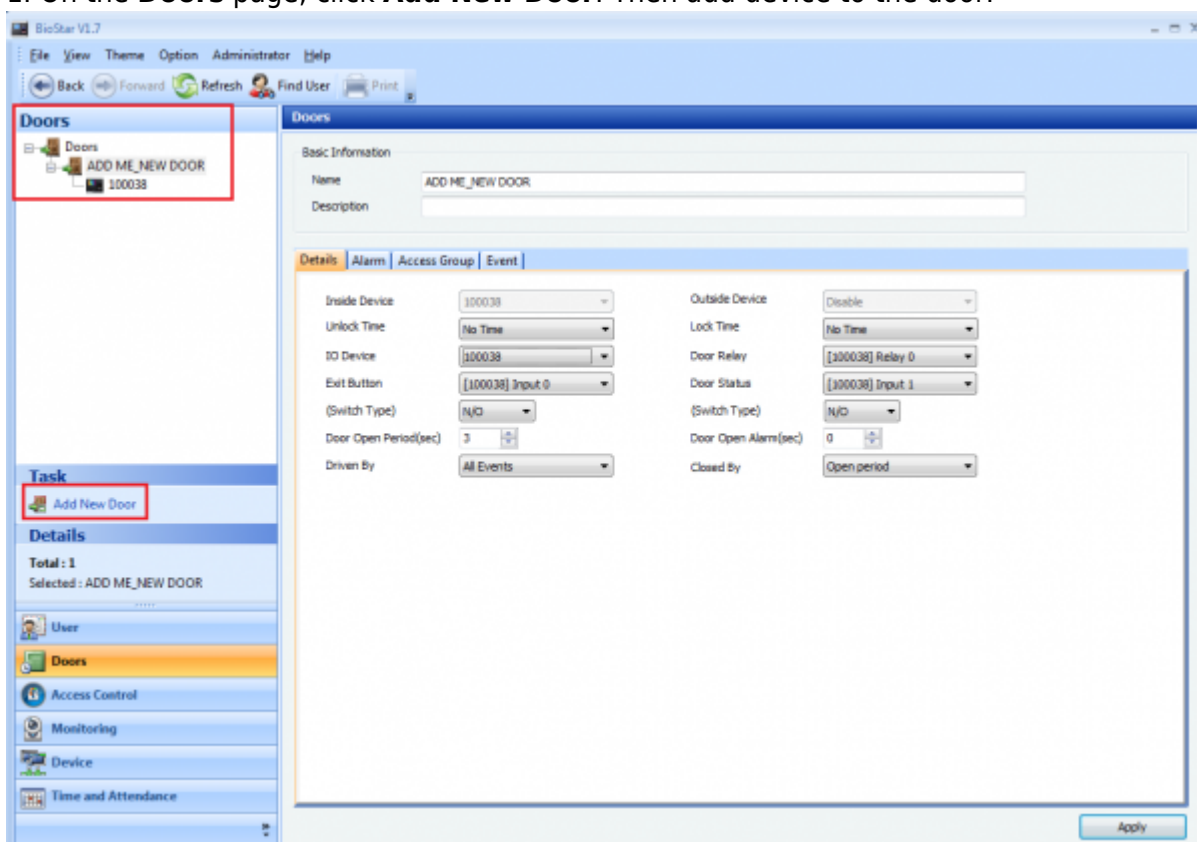 1. On the Doors page, click Add New Door. Then add device to the door.
BioStar V1.7
File View Theme Option Administrator Help
Back Forward Refresh Find User Print
Doors
Doors
ADD ME_NEW DOOR
100038
Task
Add New Door
Details
Total : 1
Selected : ADD ME_NEW DOOR
User
Doors
Access Control
Monitoring
Device
Time and Attendance
Doors
Basic Information
Name ADD ME_NEW DOOR
Description
Details Alarm Access Group Event
Inside Device 100038 Outside Device Disable
Unlock Time No Time Lock Time No Time
IO Device 100038 Door Relay [100038] Relay 0
Exit Button [100038] Input 0 Door Status [100038] Input 1
(Switch Type) N/O (Switch Type) N/O
Door Open Period(sec) 3 Door Open Alarm(sec) 0
Driven By All Events Closed By Open period
Apply